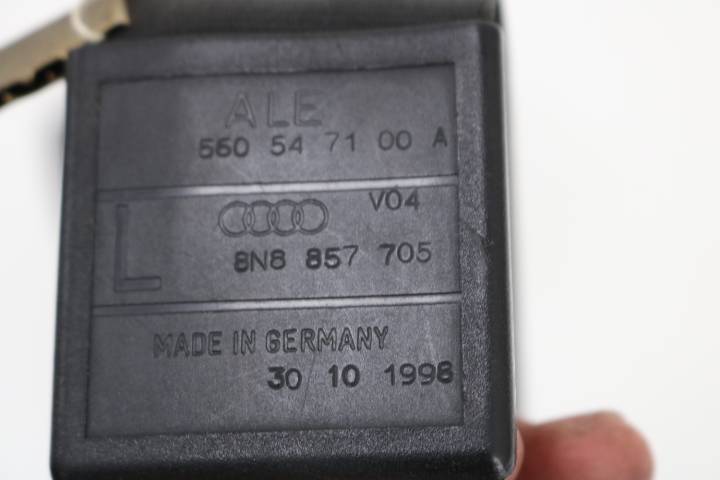 ALE
560 54 71 00 A
L
V04
8N8 857 705
MADE IN GERMANY
30 10 1998